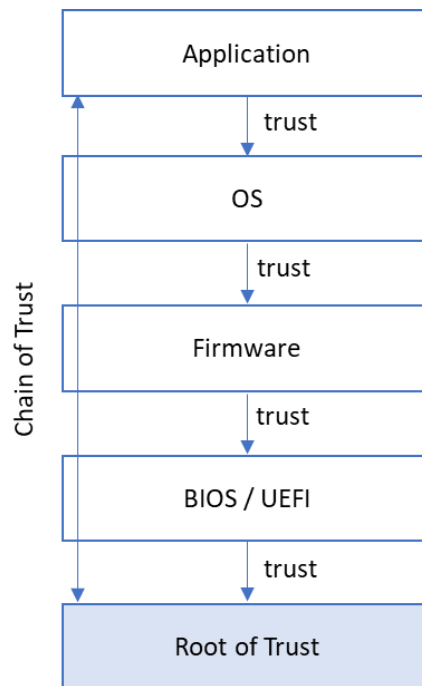 Application
trust
OS
trust
Firmware
trust
BIOS / UEFI
trust
Root of Trust
Chain of Trust